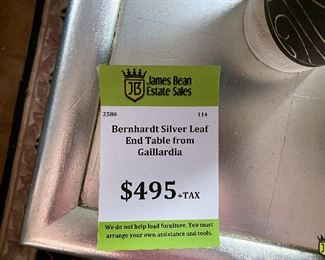 JB
James Bean
Estate Sales
2580 114
Bernhardt Silver Leaf
End Table from
Gaillardia
$495+TAX
We do not help load furniture. You must
arrange your own assistance and tools.